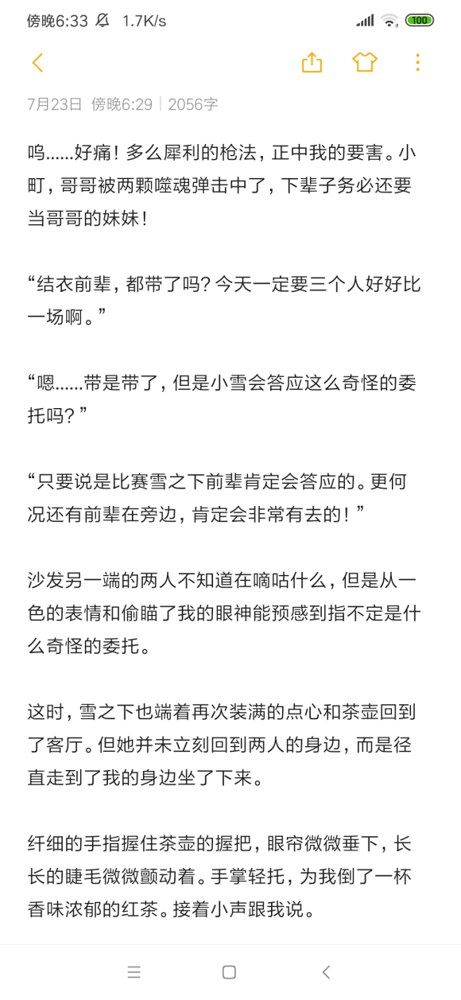 傍晚6:33 1.7K/s 100
7月23日 傍晚6:29 | 2056字
呜......好痛！多么犀利的枪法，正中我的要害。小
町，哥哥被两颗噬魂弹击中了，下辈子务必还要
当哥哥的妹妹！
“结衣前辈，都带了吗？今天一定要三个人好好比
一场啊。”
“嗯......带是带了，但是小雪会答应这么奇怪的委
托吗？”
“只要说是比赛雪之下前辈肯定会答应的。更何
况还有前辈在旁边，肯定会非常有去的！”
沙发另一端的两人不知道在嘀咕什么，但是从一
色的表情和偷瞄了我的眼神能预感到指不定是什
么奇怪的委托。
这时，雪之下也端着再次装满的点心和茶壶回到
了客厅。但她并未立刻回到两人的身边，而是径
直走到了我的身边坐了下来。
纤细的手指握住茶壶的握把，眼帘微微垂下，长
长的睫毛微微颤动着。手掌轻托，为我倒了一杯
香味浓郁的红茶。接着小声跟我说。